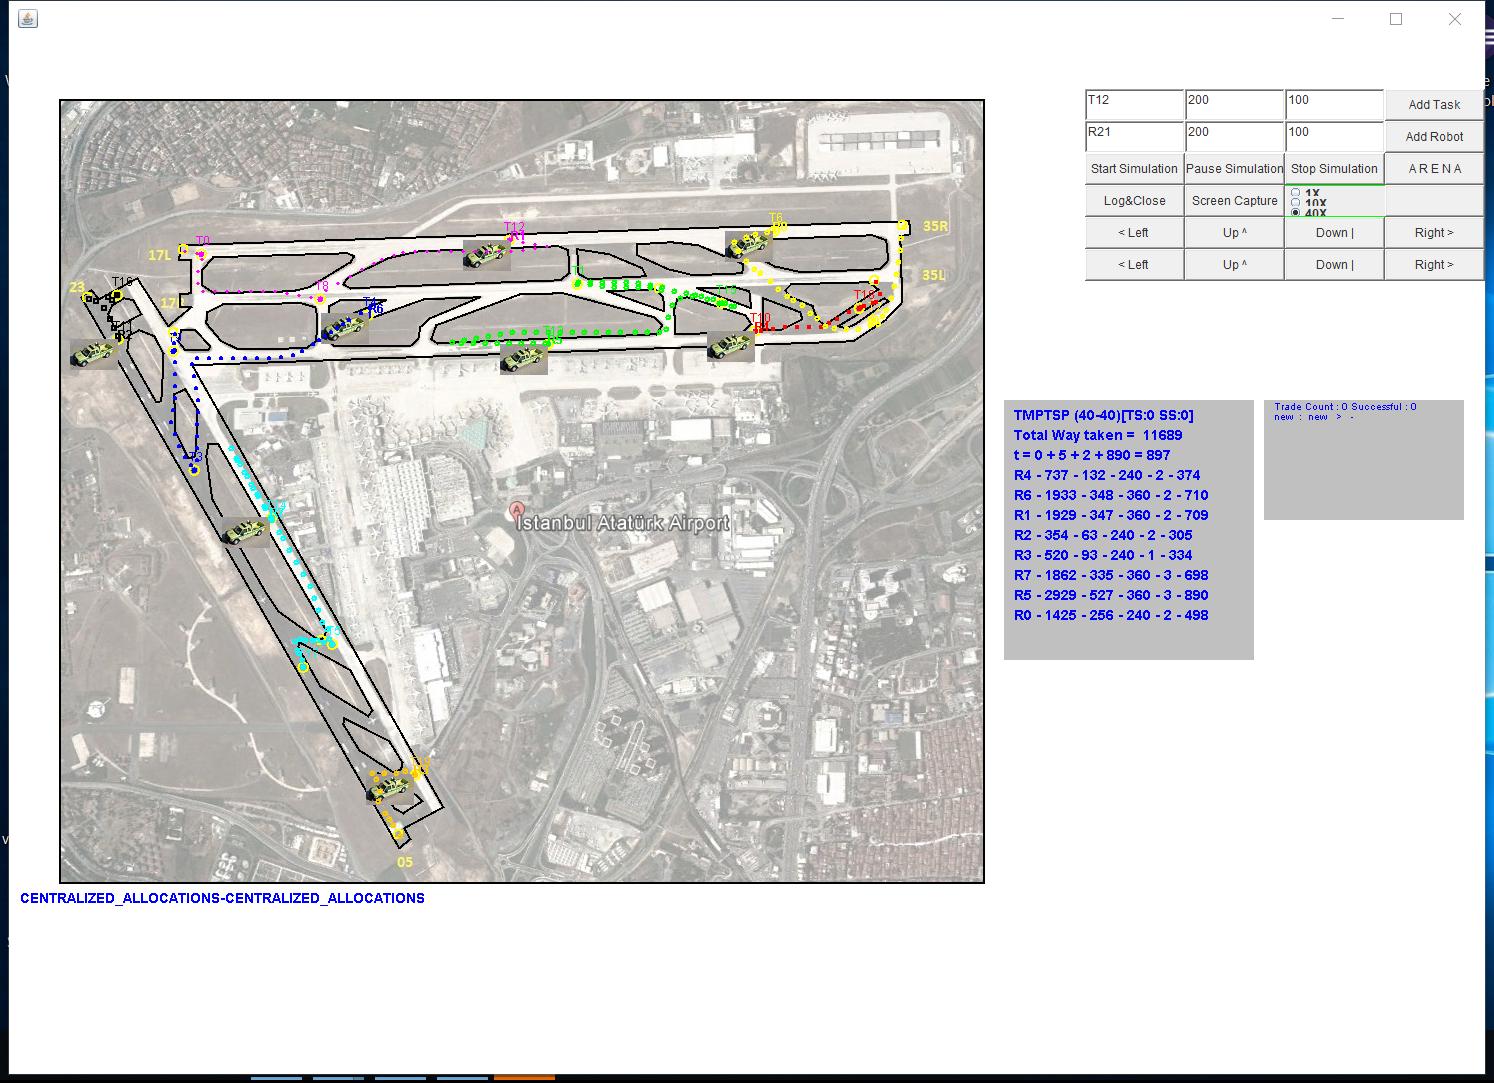 T12 200 100 Add Task
R21 200 100 Add Robot
Start Simulation Pause Simulation Stop Simulation A R E N A
Log&Close Screen Capture 1X
10X
40X
< Left Up ^ Down | Right >
< Left Up ^ Down | Right >
T6
35R
T12
R1
T0
17L
35L
T8
23
T16
T15
17R
R6
T10
T3
A
Istanbul Atatürk Airport
05
TMPTSP (40-40)[TS:0 SS:0]
Total Way taken = 11689
t = 0 + 5 + 2 + 890 = 897
R4 - 737 - 132 - 240 - 2 - 374
R6 - 1933 - 348 - 360 - 2 - 710
R1 - 1929 - 347 - 360 - 2 - 709
R2 - 354 - 63 - 240 - 2 - 305
R3 - 520 - 93 - 240 - 1 - 334
R7 - 1862 - 335 - 360 - 3 - 698
R5 - 2929 - 527 - 360 - 3 - 890
R0 - 1425 - 256 - 240 - 2 - 498
Trade Count : 0 Successful : 0
new : new > -
CENTRALIZED_ALLOCATIONS-CENTRALIZED_ALLOCATIONS